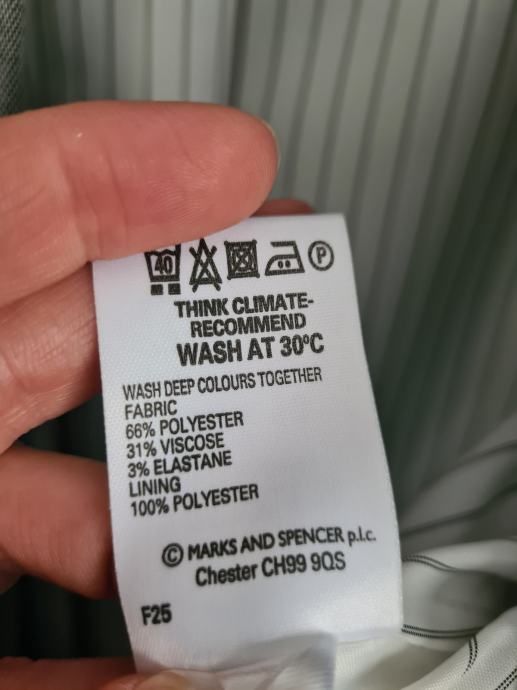 40 P
THINK CLIMATE-
RECOMMEND
WASH AT 30°C
WASH DEEP COLOURS TOGETHER
FABRIC
66% POLYESTER
31% VISCOSE
3% ELASTANE
LINING
100% POLYESTER
© MARKS AND SPENCER p.l.c.
Chester CH99 9QS
F25